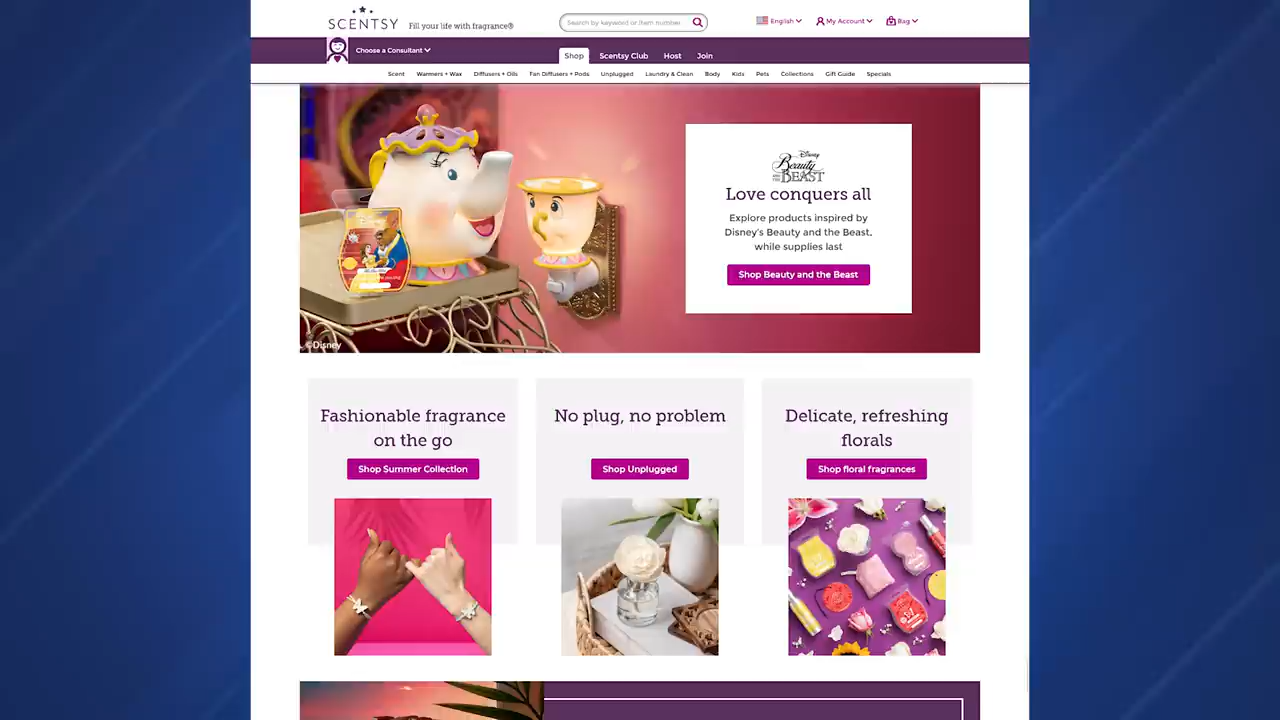 SCENTSY
Fill your life with fragrance®
Search by keyword or item number
English
My Account
Bag
Choose a Consultant
Shop
Scentsy Club
Host
Join
Scent
Warmers + Wax
Diffusers + Oils
Fan Diffusers + Pods
Unplugged
Laundry & Clean
Body
Kids
Pets
Collections
Gift Guide
Specials
Disney
Beauty
AND THE BEAST
Love conquers all
Explore products inspired by
Disney's Beauty and the Beast,
while supplies last
Shop Beauty and the Beast
©Disney
Fashionable fragrance
on the go
Shop Summer Collection
No plug, no problem
Shop Unplugged
Delicate, refreshing
florals
Shop floral fragrances